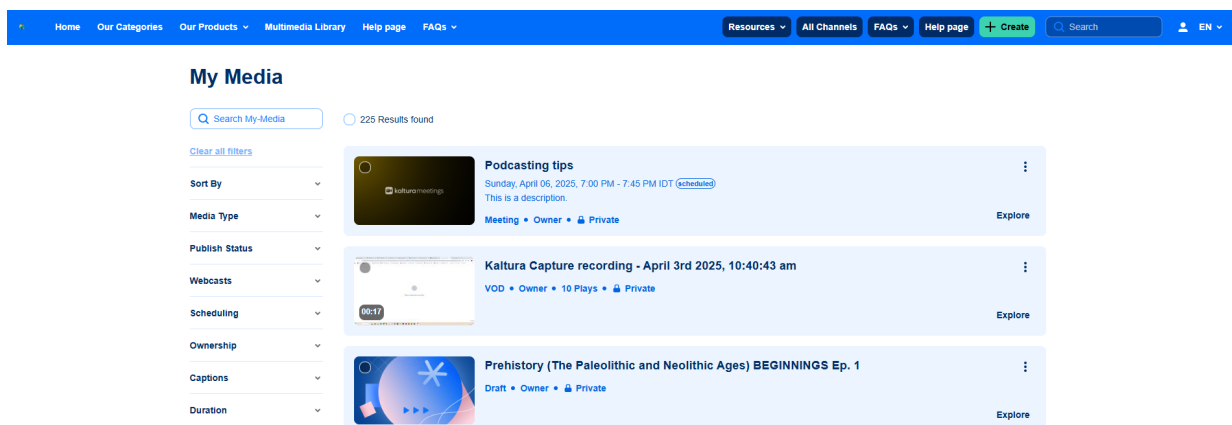 Home Our Categories Our Products Multimedia Library Help page FAQs Resources All Channels FAQs Help page + Create Search EN
My Media
Search My-Media
225 Results found
Clear all filters
Sort By
Media Type
Publish Status
Webcasts
Scheduling
Ownership
Captions
Duration
kalturameetings
Podcasting tips
Sunday, April 06, 2025, 7:00 PM - 7:45 PM IDT scheduled
This is a description.
Meeting • Owner • Private
Explore
00:17
Kaltura Capture recording - April 3rd 2025, 10:40:43 am
VOD • Owner • 10 Plays • Private
Explore
Prehistory (The Paleolithic and Neolithic Ages) BEGINNINGS Ep. 1
Draft • Owner • Private
Explore